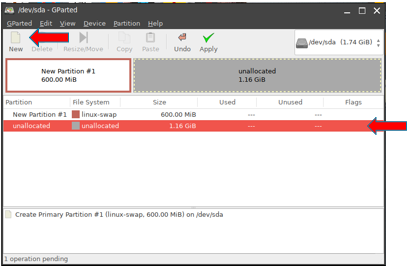 /dev/sda - GParted
GParted Edit View Device Partition Help
New Delete Resize/Move Copy Paste Undo Apply
/dev/sda (1.74 GiB)
New Partition #1
600.00 MiB
unallocated
1.16 GiB
Partition File System Size Used Unused Flags
New Partition #1 linux-swap 600.00 MiB --- ---
unallocated unallocated 1.16 GiB --- ---
Create Primary Partition #1 (linux-swap, 600.00 MiB) on /dev/sda
1 operation pending